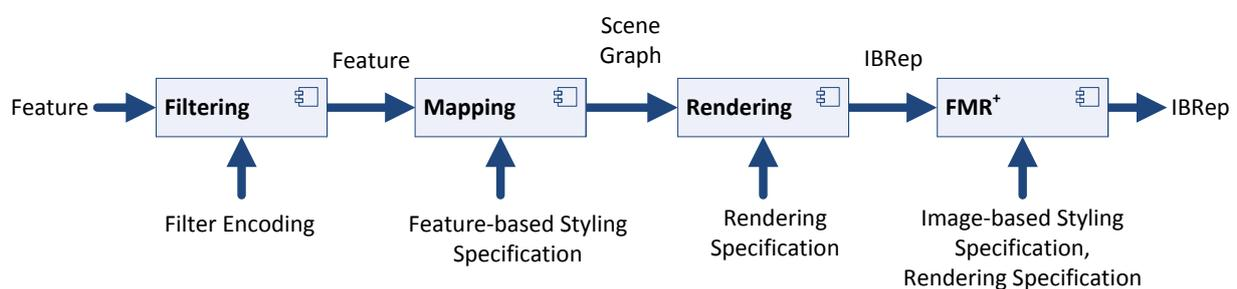 Scene
Graph
Feature
IBRep
Feature
Filtering
Mapping
Rendering
FMR+
IBRep
Filter Encoding
Feature-based Styling
Specification
Rendering
Specification
Image-based Styling
Specification,
Rendering Specification